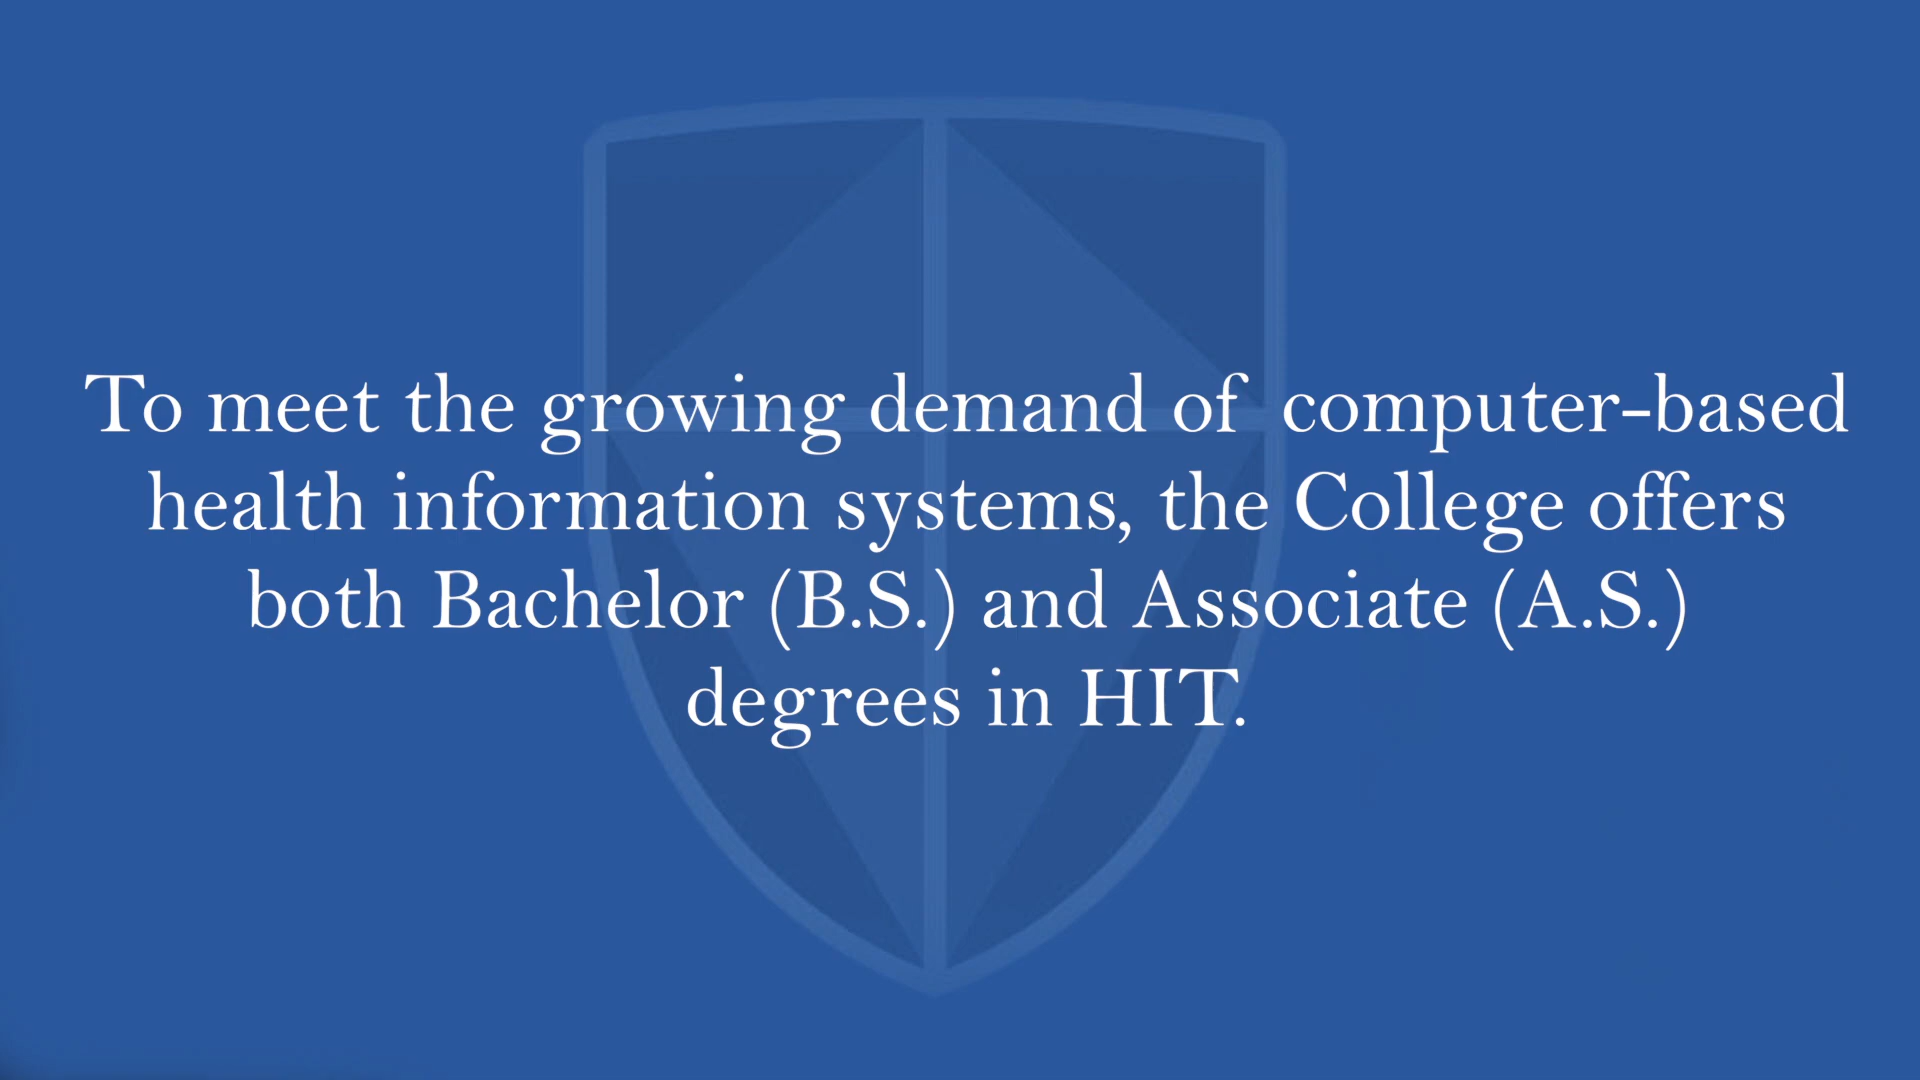 To meet the growing demand of computer-based
health information systems, the College offers
both Bachelor (B.S.) and Associate (A.S.)
degrees in HIT.